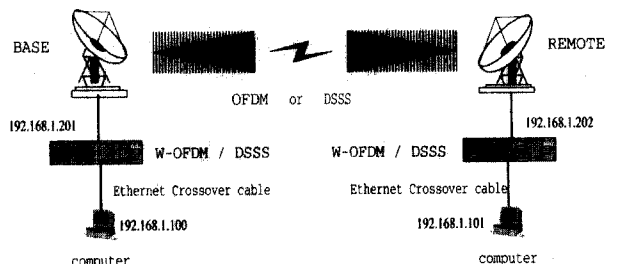 BASE
REMOTE
OFDM or DSSS
192.168.1.201
192.168.1.202
W-OFDM / DSSS
W-OFDM / DSSS
Ethernet Crossover cable
Ethernet Crossover cable
192.168.1.100
192.168.1.101
computer
computer